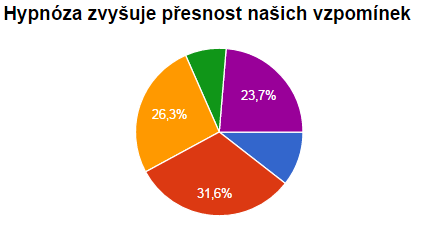 Hypnóza zvyšuje přesnost našich vzpomínek
23,7%
26,3%
31,6%